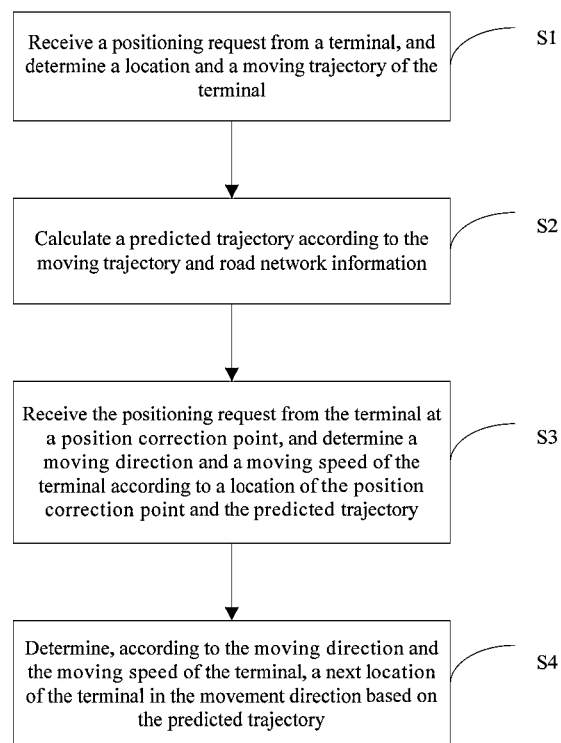 Receive a positioning request from a terminal, and
determine a location and a moving trajectory of the
terminal
S1
Calculate a predicted trajectory according to the
moving trajectory and road network information
S2
Receive the positioning request from the terminal at
a position correction point, and determine a
moving direction and a moving speed of the
terminal according to a location of the position
correction point and the predicted trajectory
S3
Determine, according to the moving direction and
the moving speed of the terminal, a next location
of the terminal in the movement direction based on
the predicted trajectory
S4